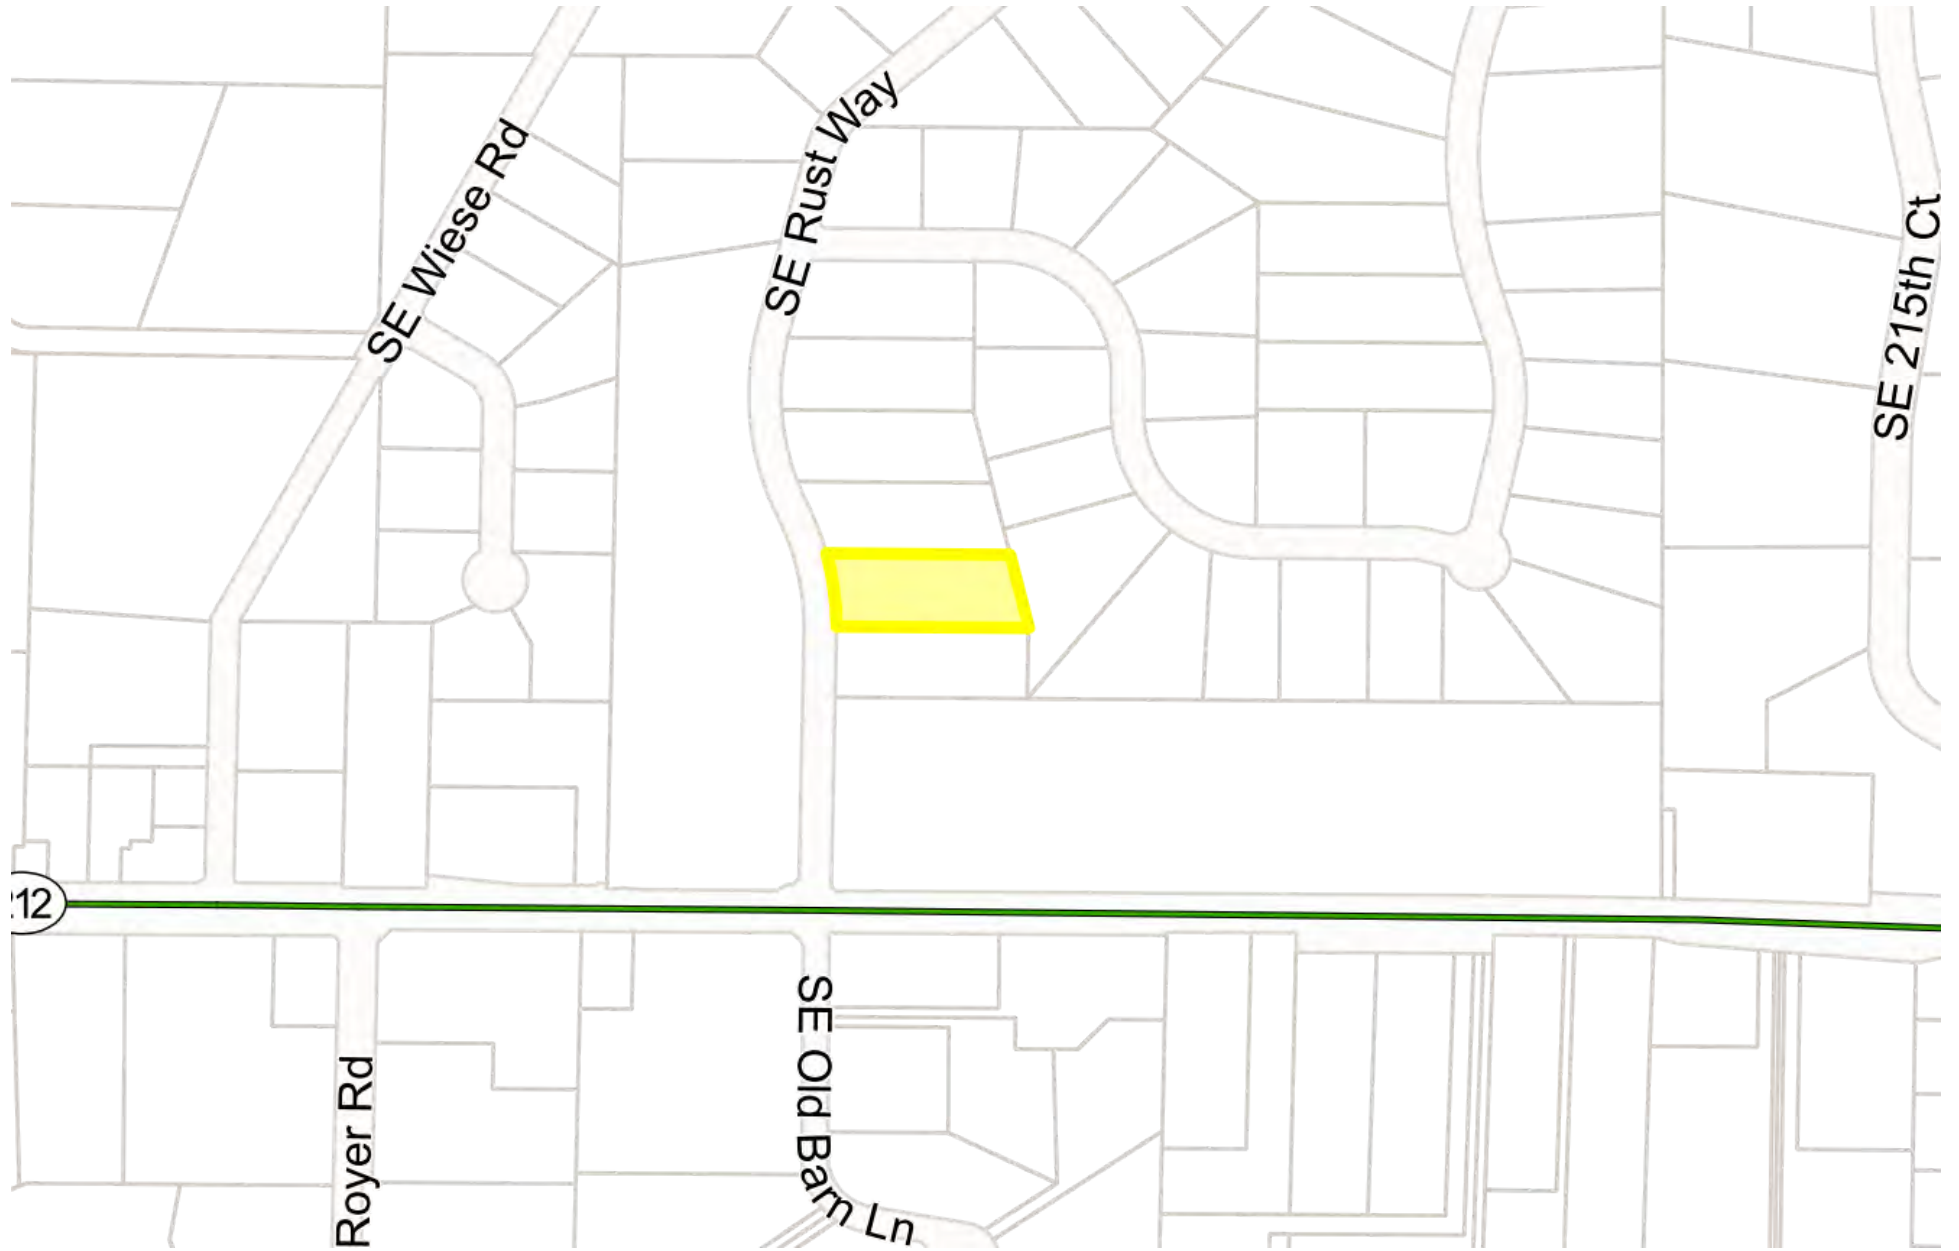 SE Rust Way
SE Wiese Rd
SE 215th Ct
212
SE Old Barn Ln
Royer Rd